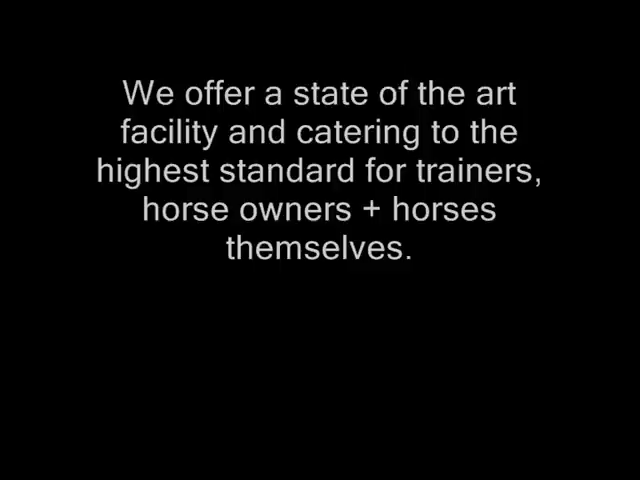 We offer a state of the art
facility and catering to the
highest standard for trainers,
horse owners + horses
themselves.